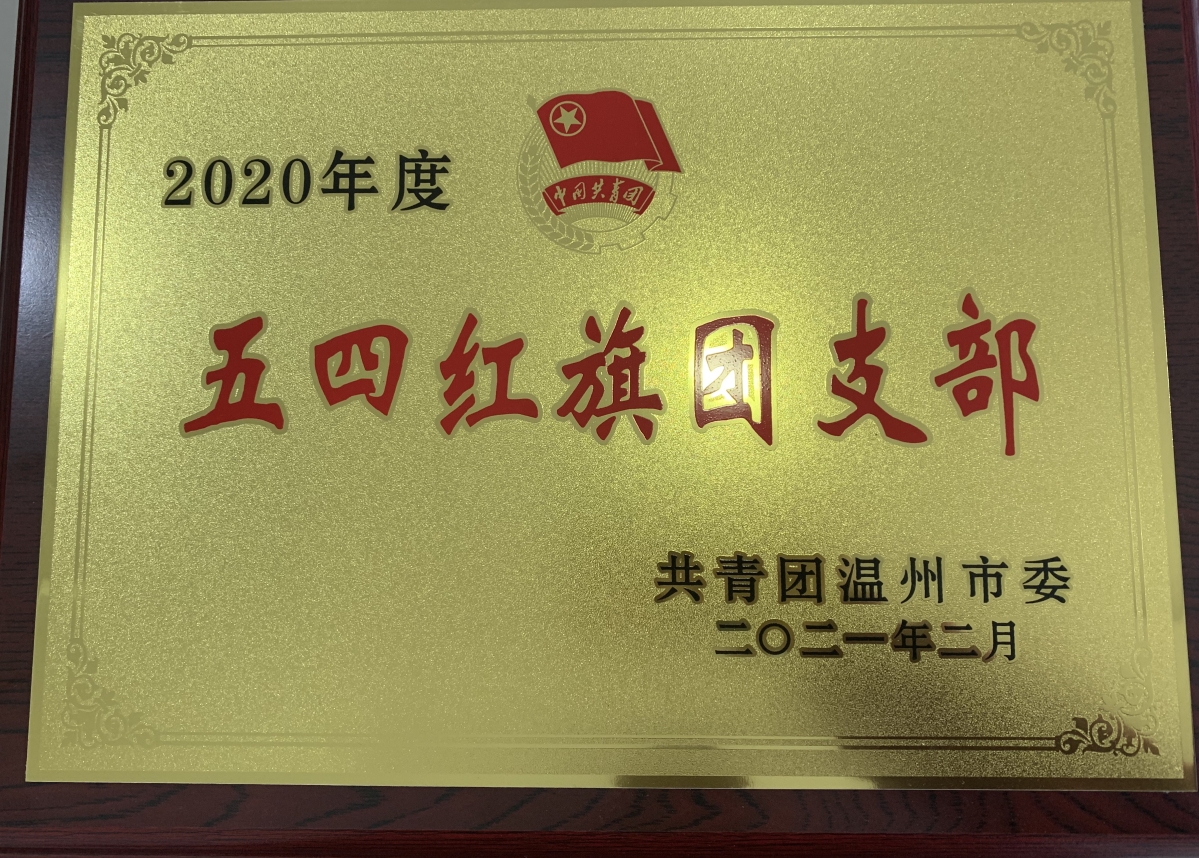 2020年度
中国共青团
五四红旗团支部
共青团温州市委
二〇二一年二月